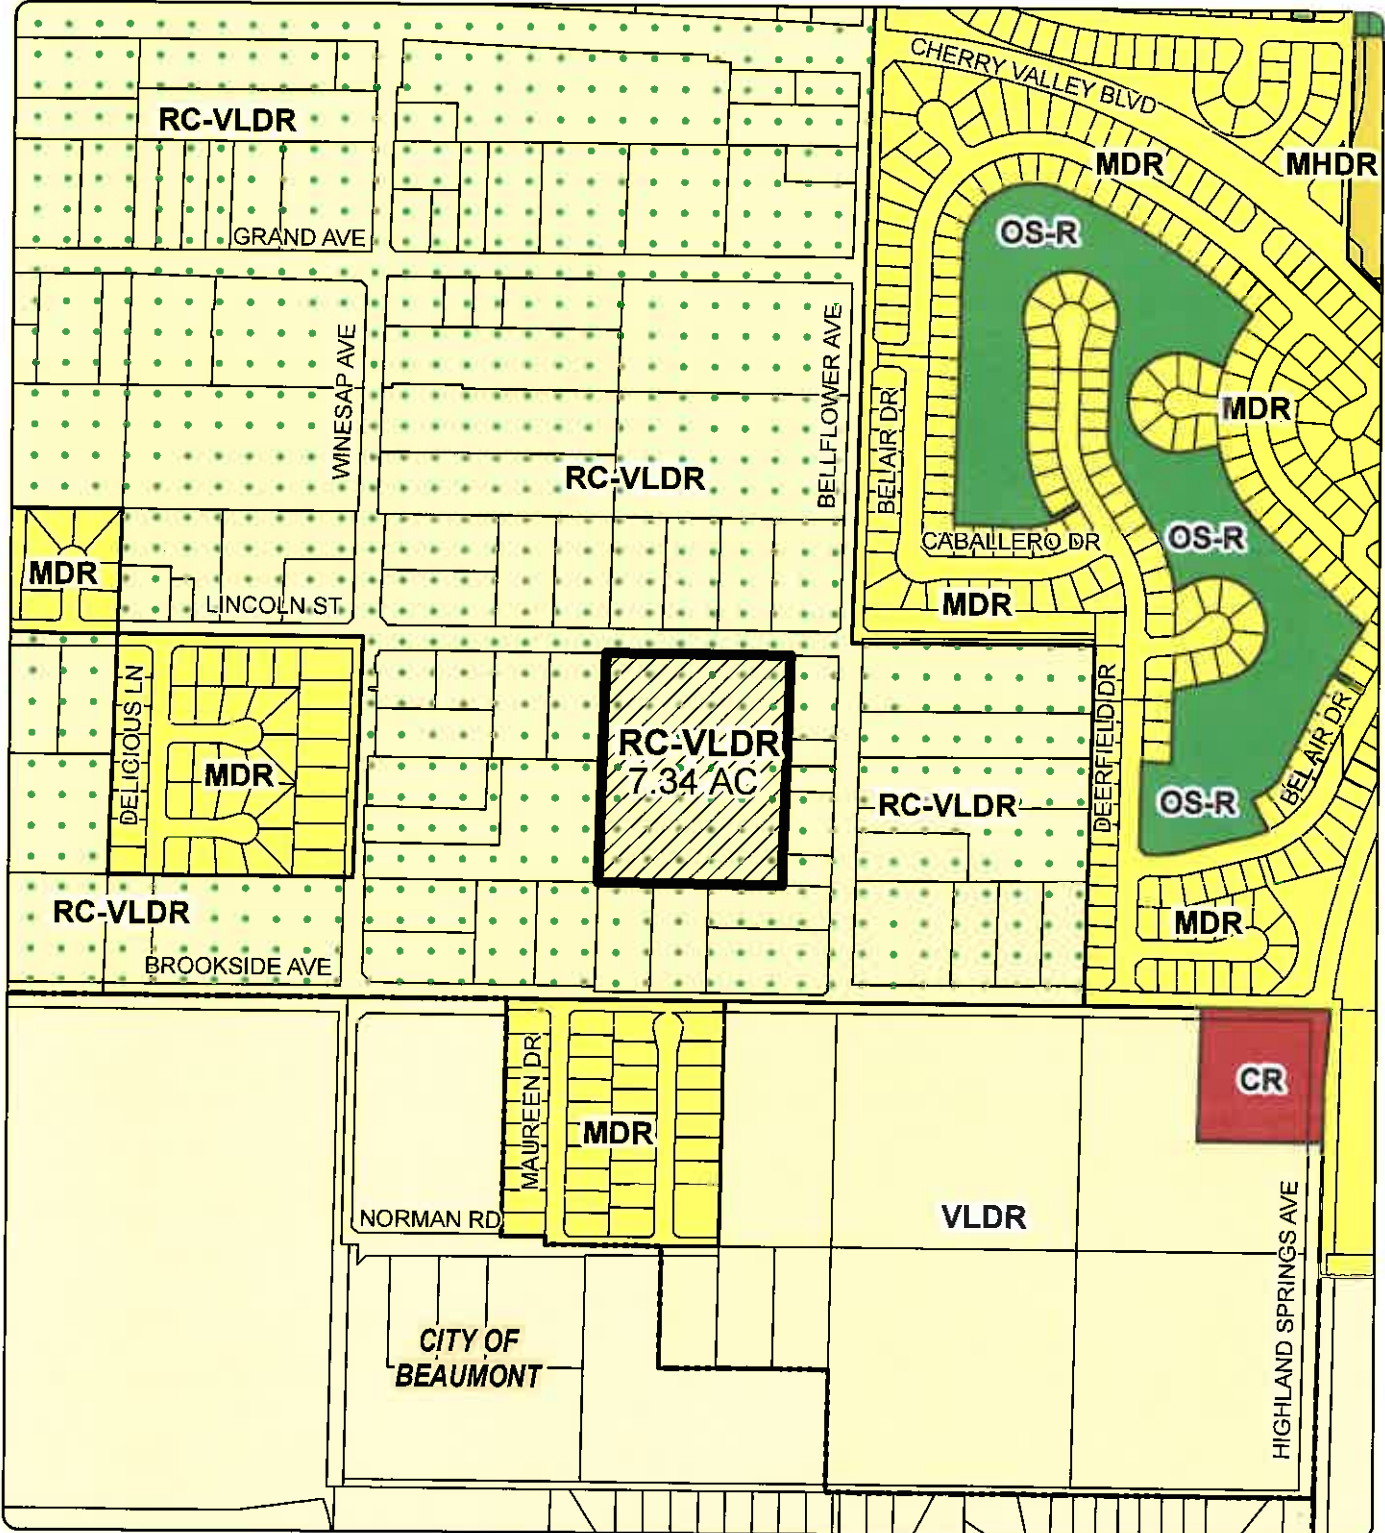 CHERRY VALLEY BLVD
RC-VLDR
MDR
MHDR
GRAND AVE
OS-R
WINESAP AVE
BELLFLOWER AVE
BELAIR DR
MDR
RC-VLDR
CABALLERO DR
OS-R
MDR
LINCOLN ST
MDR
DELICIOUS LN
MDR
RC-VLDR
7.34 AC
RC-VLDR
DEERFIELD DR
OS-R
BELAIR DR
RC-VLDR
MDR
BROOKSIDE AVE
MAUREEN DR
MDR
CR
NORMAN RD
VLDR
HIGHLAND SPRINGS AVE
CITY OF
BEAUMONT